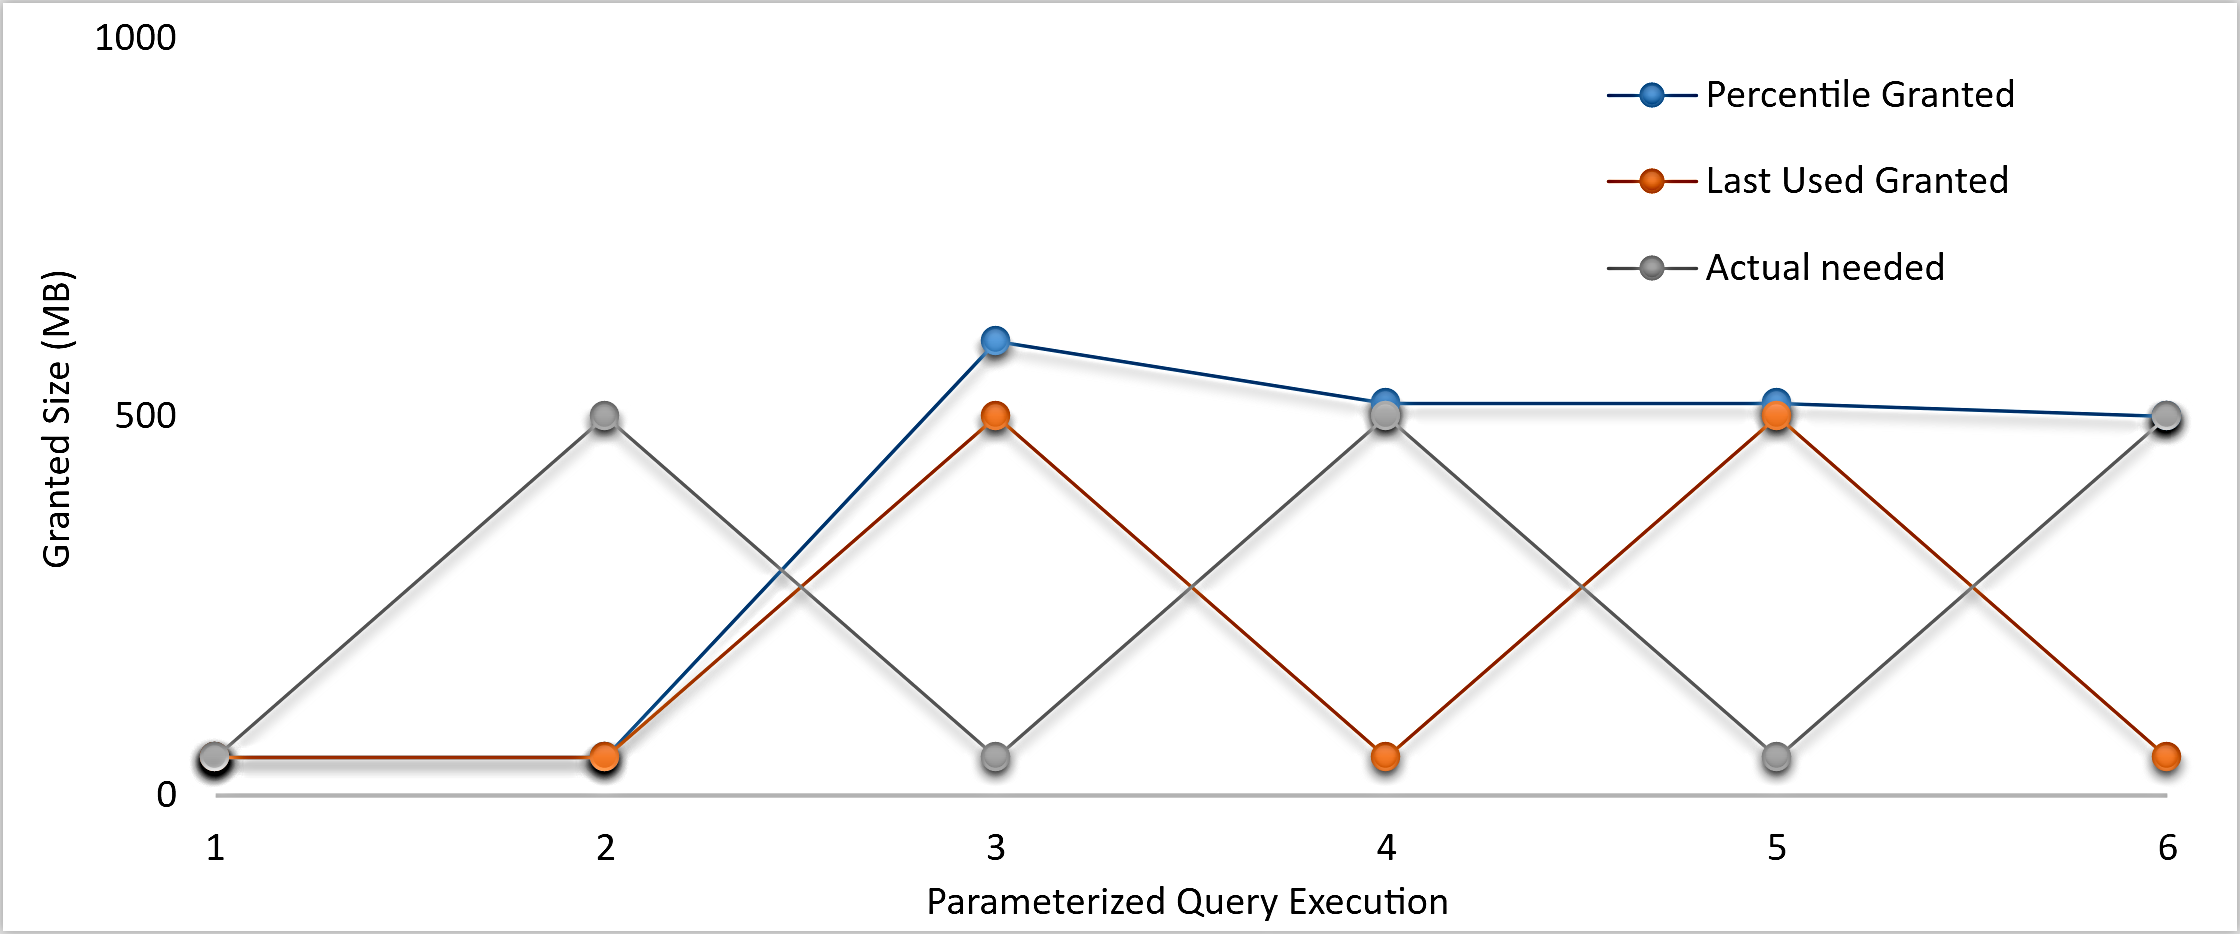 1000
Percentile Granted
Last Used Granted
Actual needed
Granted Size (MB)
500
0
1 2 3 4 5 6
Parameterized Query Execution